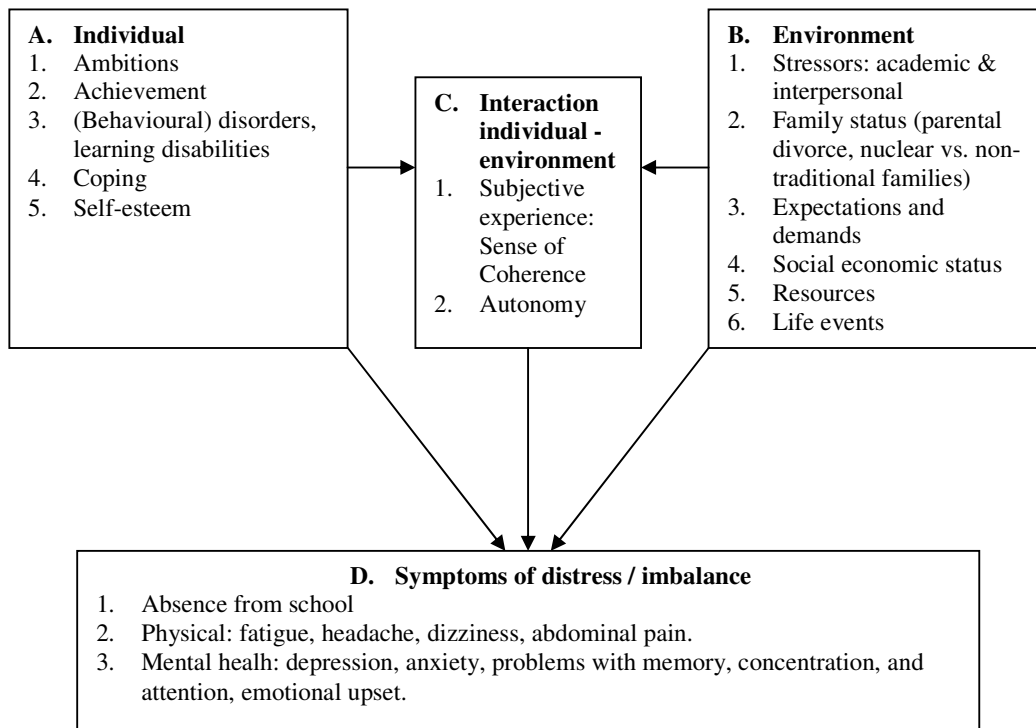 A. Individual
1. Ambitions
2. Achievement
3. (Behavioural) disorders,
learning disabilities
4. Coping
5. Self-esteem
C. Interaction
individual -
environment
1. Subjective
experience:
Sense of
Coherence
2. Autonomy
B. Environment
1. Stressors: academic &
interpersonal
2. Family status (parental
divorce, nuclear vs. non-
traditional families)
3. Expectations and
demands
4. Social economic status
5. Resources
6. Life events
D. Symptoms of distress / imbalance
1. Absence from school
2. Physical: fatigue, headache, dizziness, abdominal pain.
3. Mental healh: depression, anxiety, problems with memory, concentration, and
attention, emotional upset.